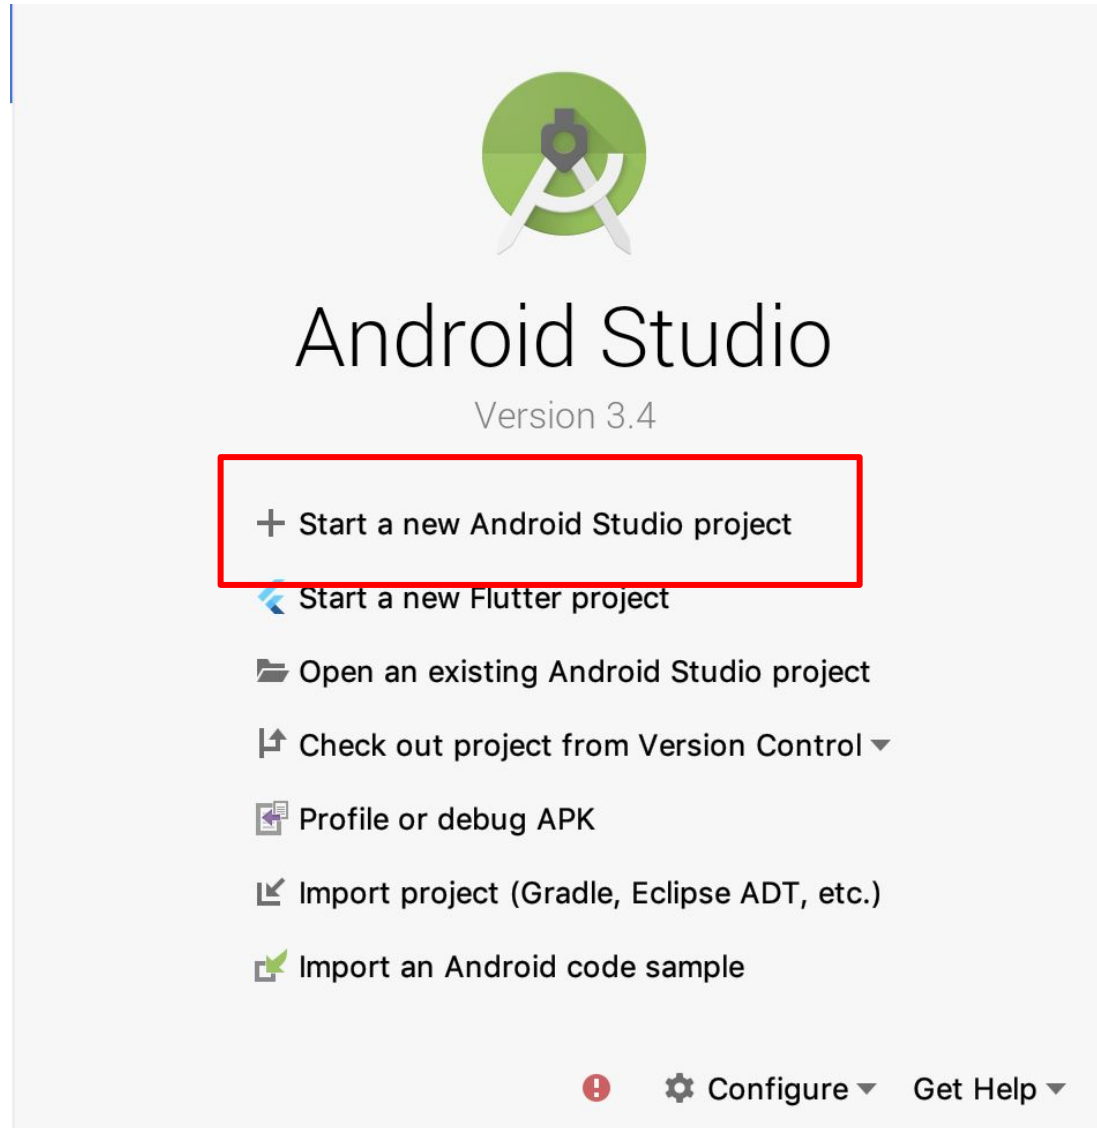 Android Studio
Version 3.4
Start a new Android Studio project
Start a new Flutter project
Open an existing Android Studio project
Check out project from Version Control
Profile or debug APK
Import project (Gradle, Eclipse ADT, etc.)
Import an Android code sample
Configure Get Help